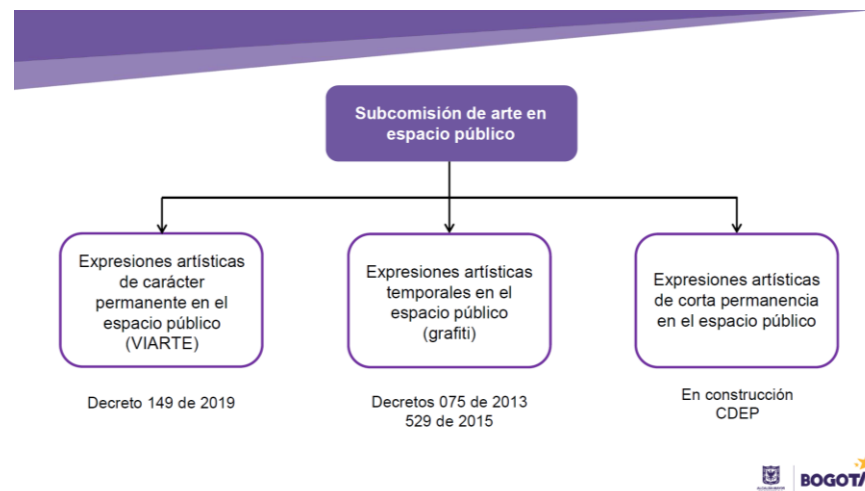 Subcomisión de arte en
espacio público
Expresiones artísticas
de carácter
permanente en el
espacio público
(VIARTE)
Expresiones artísticas
temporales en el
espacio público
(grafiti)
Expresiones artísticas
de corta permanencia
en el espacio público
Decreto 149 de 2019
Decretos 075 de 2013
529 de 2015
En construcción
CDEP
BOGOTÁ